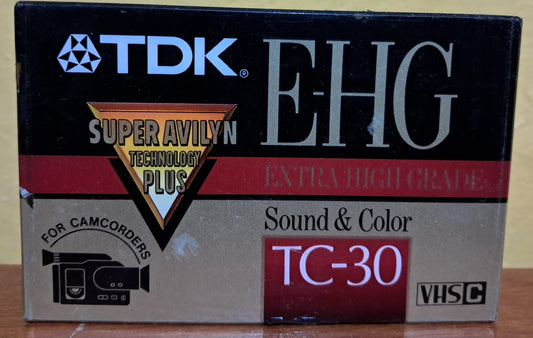 TDK®
E-HG
SUPER AVILYN
TECHNOLOGY
PLUS
EXTRA HIGH GRADE
Sound & Color
FOR CAMCORDERS
TC-30
VHS C